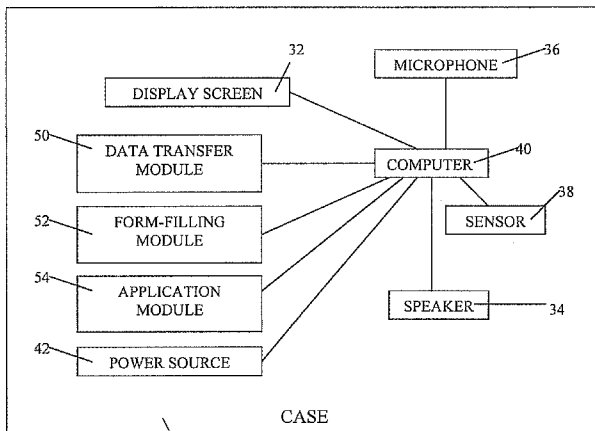 32
36
MICROPHONE
DISPLAY SCREEN
50
DATA TRANSFER
MODULE
40
COMPUTER
52
FORM-FILLING
MODULE
SENSOR
38
54
APPLICATION
MODULE
SPEAKER
34
42
POWER SOURCE
CASE